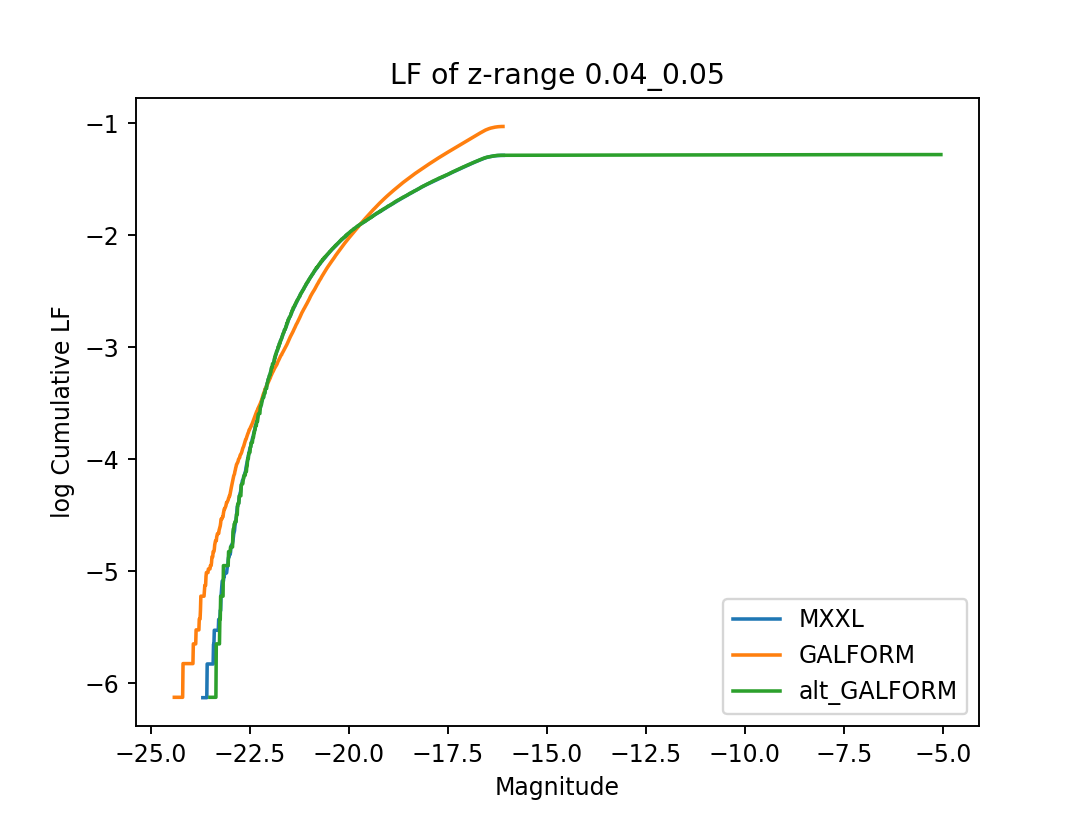 LF of z-range 0.04_0.05
−1
−2
−3
−4
−5
−6
log Cumulative LF
MXXL
GALFORM
alt_GALFORM
−25.0 −22.5 −20.0 −17.5 −15.0 −12.5 −10.0 −7.5 −5.0
Magnitude